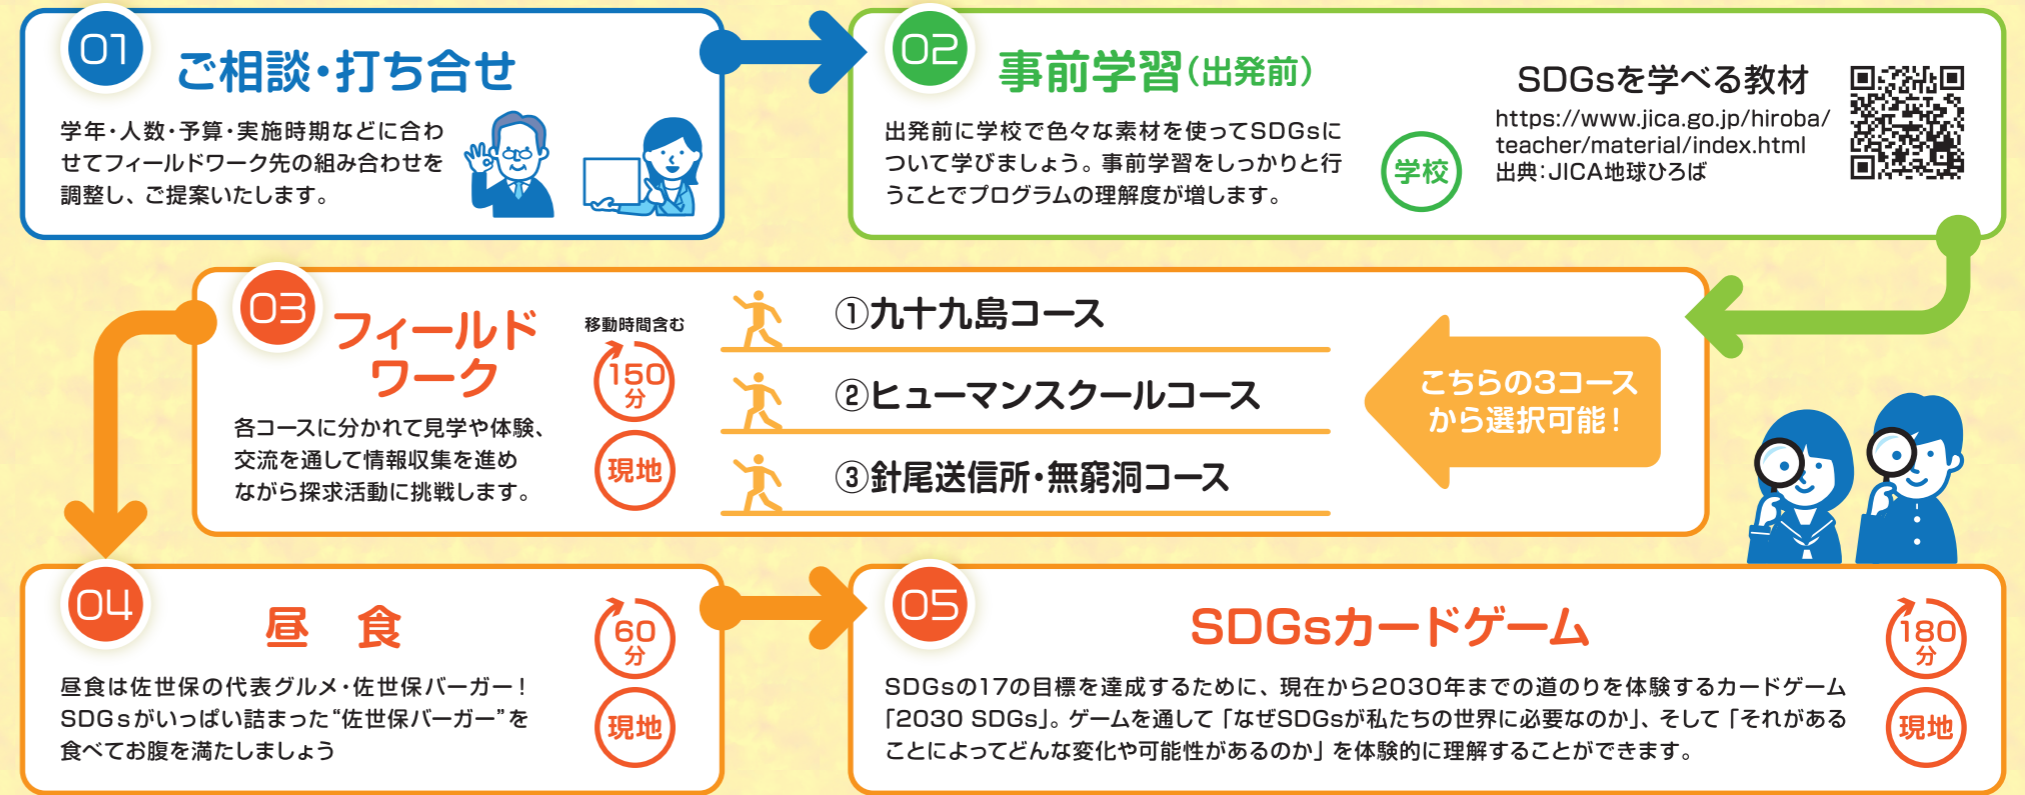 01
ご相談・打ち合せ
学年・人数・予算・実施時期などに合わ
せてフィールドワーク先の組み合わせを
調整し、ご提案いたします。
02
事前学習(出発前)
出発前に学校で色々な素材を使ってSDGsに
ついて学びましょう。事前学習をしっかりと行
うことでプログラムの理解度が増します。
学校
SDGsを学べる教材
https://www.jica.go.jp/hiroba/
teacher/material/index.html
出典:JICA地球ひろば
03
フィールド
ワーク
各コースに分かれて見学や体験、
交流を通して情報収集を進め
ながら探求活動に挑戦します。
移動時間含む
150
分
現地
①九十九島コース
②ヒューマンスクールコース
③針尾送信所・無窮洞コース
こちらの3コース
から選択可能!
04
昼 食
昼食は佐世保の代表グルメ・佐世保バーガー!
SDGsがいっぱい詰まった“佐世保バーガー”を
食べてお腹を満たしましょう
60
分
現地
05
SDGsカードゲーム
SDGsの17の目標を達成するために、現在から2030年までの道のりを体験するカードゲーム
「2030 SDGs」。ゲームを通して「なぜSDGsが私たちの世界に必要なのか」、そして「それがある
ことによってどんな変化や可能性があるのか」を体験的に理解することができます。
180
分
現地